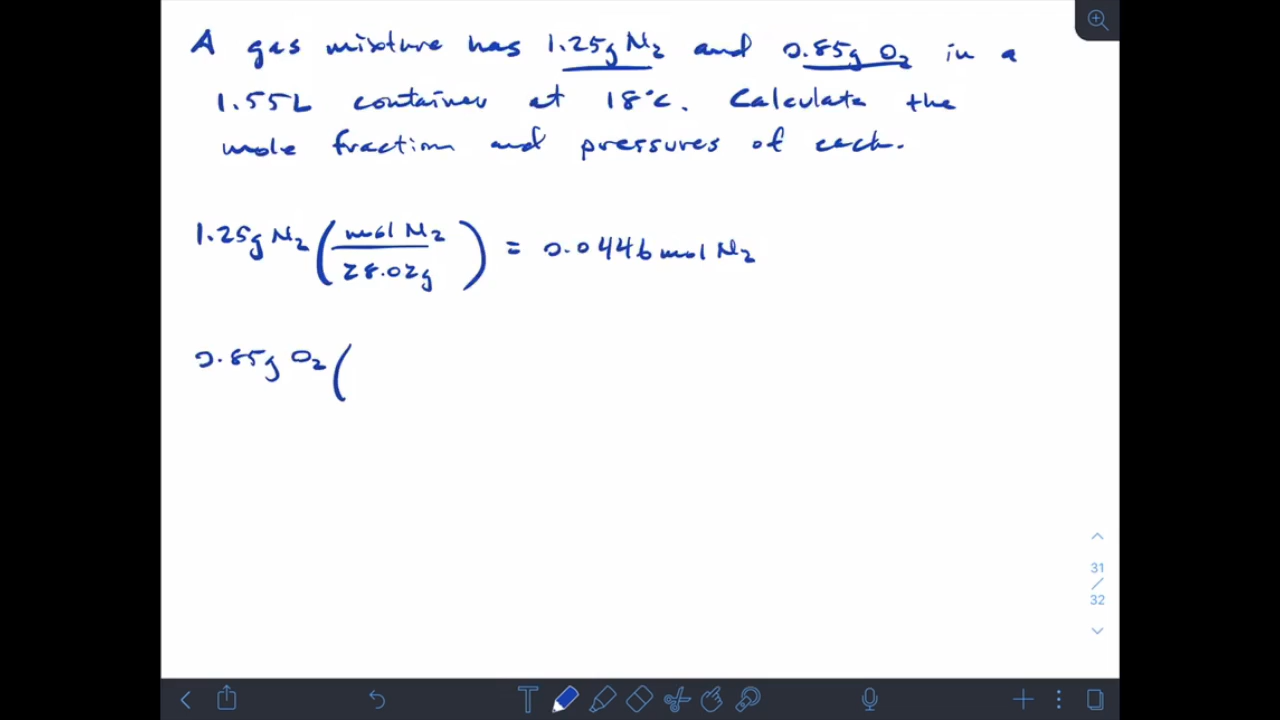 A gas mixture has 1.25g N₂ and 0.85g O₂ in a
1.55L container at 18°C. Calculate the
mole fraction and pressures of each.
1.25g N₂ (mol N₂ / 28.02g) = 0.0446 mol N₂
0.85g O₂ (
31
/
32
T